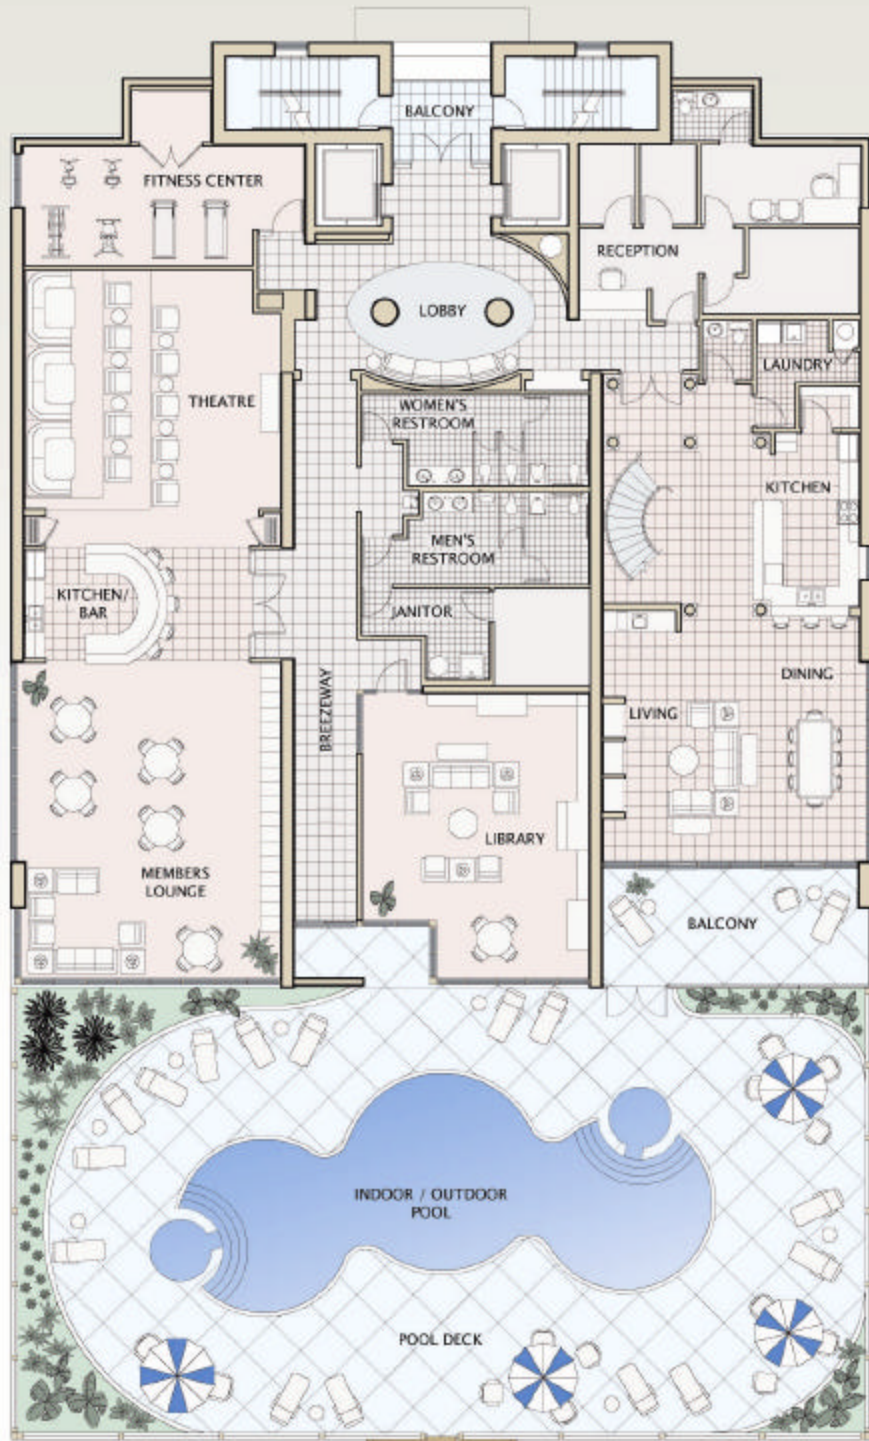 BALCONY
FITNESS CENTER
RECEPTION
LOBBY
LAUNDRY
THEATRE
WOMEN'S
RESTROOM
KITCHEN
MEN'S
RESTROOM
KITCHEN/
BAR
JANITOR
DINING
BREEZEWAY
LIVING
LIBRARY
MEMBERS
LOUNGE
BALCONY
INDOOR / OUTDOOR
POOL
POOL DECK